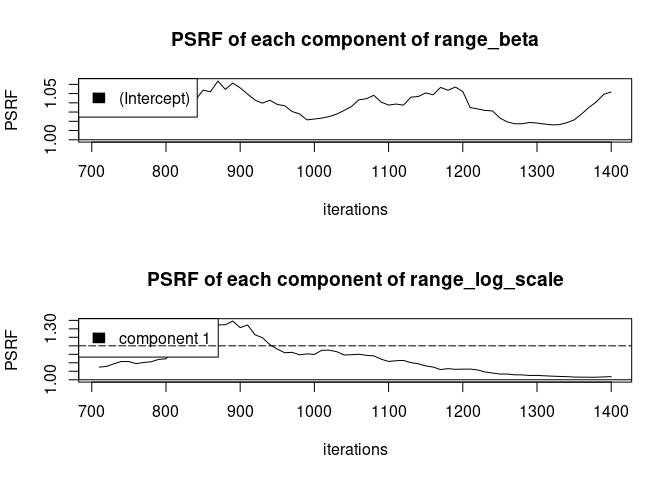 PSRF of each component of range_beta
PSRF
1.05
1.00
(Intercept)
700 800 900 1000 1100 1200 1300 1400
iterations
PSRF of each component of range_log_scale
PSRF
1.30
1.00
component 1
700 800 900 1000 1100 1200 1300 1400
iterations